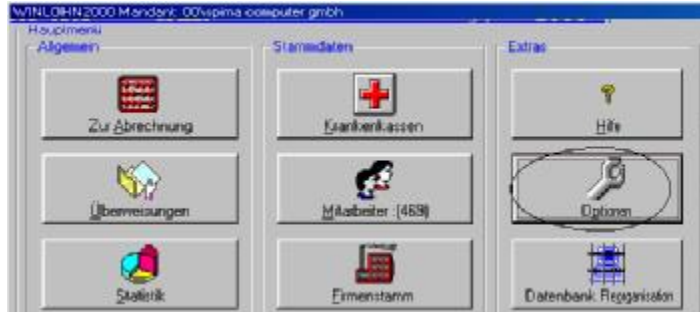 WINLOHN2000 Mandant: 00\spima computer gmbh
Hauptmenü
Allgemein
Stammdaten
Extras
Zur Abrechnung
Krankenkassen
Hilfe
Überweisungen
Mitarbeiter (469)
Optionen
Statistik
Firmenstamm
Datenbank Reorganisation